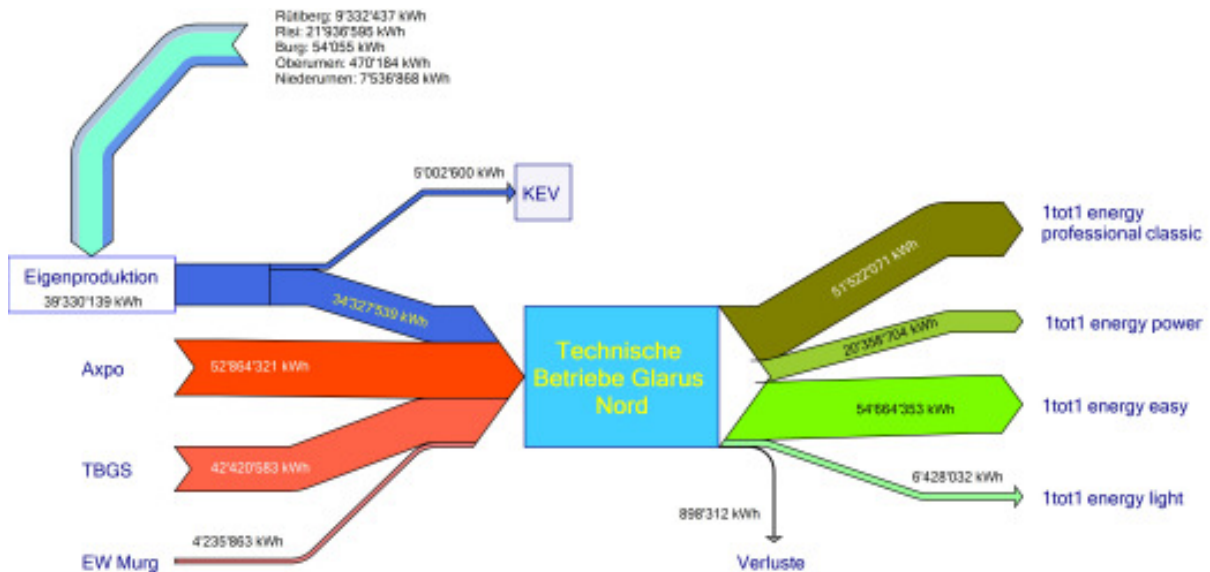 Rütiberg: 9'332'437 kWh
Risi: 21'936'595 kWh
Burg: 54'055 kWh
Oberurnen: 470'184 kWh
Niederurnen: 7'536'868 kWh
5'002'600 kWh
KEV
Eigenproduktion
39'330'139 kWh
34'327'539 kWh
Axpo
52'864'321 kWh
TBGS
42'420'583 kWh
EW Murg
4'235'863 kWh
Technische
Betriebe Glarus
Nord
51'522'071 kWh
1tot1 energy
professional classic
20'358'704 kWh
1tot1 energy power
54'664'353 kWh
1tot1 energy easy
6'428'032 kWh
1tot1 energy light
898'312 kWh
Verluste